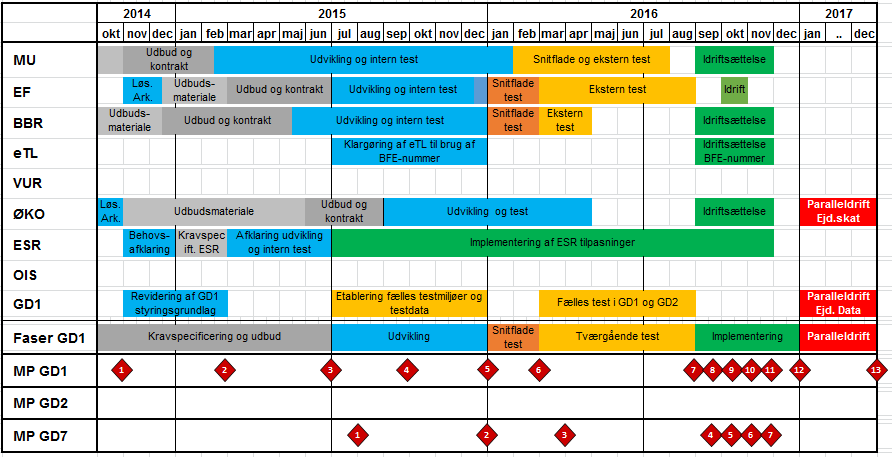 2014 2015 2016 2017
okt nov dec jan feb mar apr maj jun jul aug sep okt nov dec jan feb mar apr maj jun jul aug sep okt nov dec jan .. dec
MU
Udbud og
kontrakt
Udvikling og intern test
Snitflade og ekstern test
Idriftsættelse
EF
Løs.
Ark.
Udbuds-
materiale
Udbud og kontrakt
Udvikling og intern test
Snitflade
test
Ekstern test
Idrift
BBR
Udbuds-
materiale
Udbud og kontrakt
Udvikling og intern test
Snitflade
test
Ekstern
test
Idriftsættelse
eTL
Klargøring af eTL til brug af
BFE-nummer
Idriftsættelse
BFE-nummer
VUR
ØKO
Løs.
Ark.
Udbudsmateriale
Udbud og
kontrakt
Udvikling og test
Idriftsættelse
Paralleldrift
Ejd.skat
ESR
Behovs-
afklaring
Kravspec
ift. ESR
Afklaring udvikling
og intern test
Implementering af ESR tilpasninger
OIS
GD1
Revidering af GD1
styringsgrundlag
Etablering fælles testmiljøer og
testdata
Fælles test i GD1 og GD2
Paralleldrift
Ejd. Data
Faser GD1
Kravspecificering og udbud
Udvikling
Snitflade
test
Tværgående test
Implementering
Paralleldrift
MP GD1
1 2 3 4 5 6 7 8 9 10 11 12 13
MP GD2
MP GD7
1 2 3 4 5 6 7